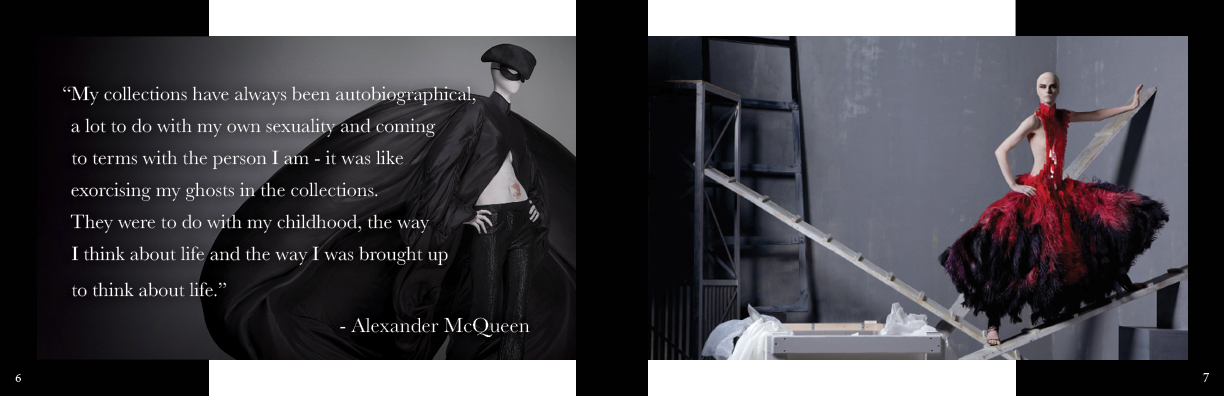 “My collections have always been autobiographical,
a lot to do with my own sexuality and coming
to terms with the person I am - it was like
exorcising my ghosts in the collections.
They were to do with my childhood, the way
I think about life and the way I was brought up
to think about life.”
- Alexander McQueen
6
7